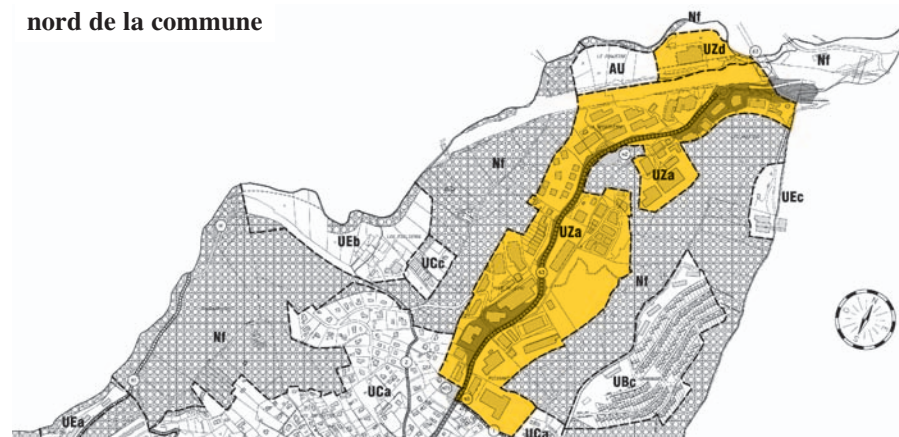 nord de la commune
Nf
UZd
AU
Nf
Nf
UZa
UEc
UEb
UZa
UCc
Nf
Nf
UBc
UCa
UEa
UCa